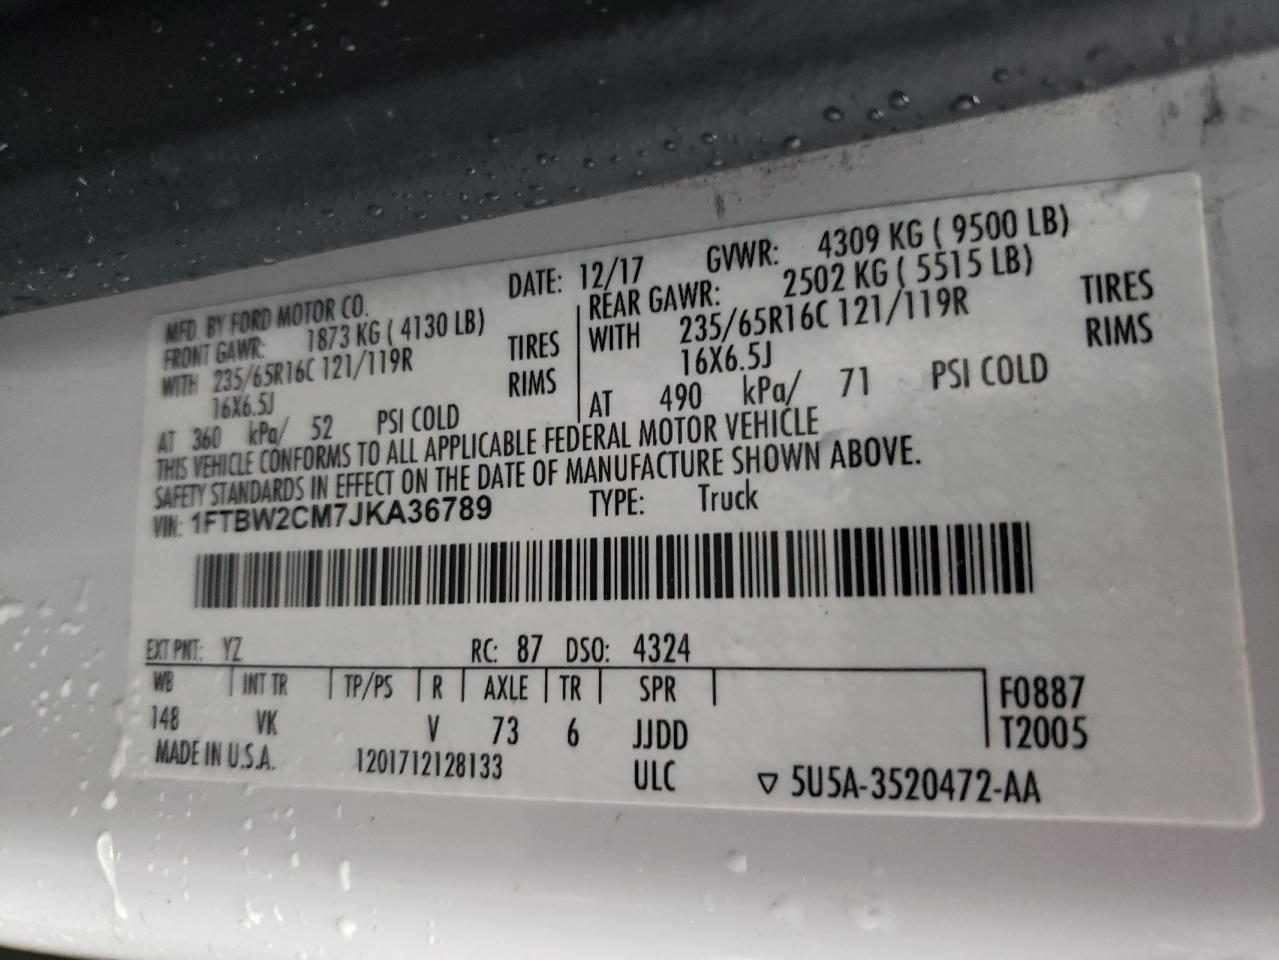 MFD. BY FORD MOTOR CO. DATE: 12/17 GVWR: 4309 KG ( 9500 LB)
FRONT GAWR: 1873 KG ( 4130 LB) REAR GAWR: 2502 KG ( 5515 LB)
WITH 235/65R16C 121/119R TIRES WITH 235/65R16C 121/119R TIRES
16X6.5J RIMS 16X6.5J RIMS
AT 360 kPa/ 52 PSI COLD AT 490 kPa/ 71 PSI COLD
THIS VEHICLE CONFORMS TO ALL APPLICABLE FEDERAL MOTOR VEHICLE
SAFETY STANDARDS IN EFFECT ON THE DATE OF MANUFACTURE SHOWN ABOVE.
VIN: 1FTBW2CM7JKA36789 TYPE: Truck
EXT PNT: YZ RC: 87 DSO: 4324
WB INT TR TP/PS R AXLE TR SPR F0887
148 VK V 73 6 JJDD T2005
MADE IN U.S.A. 1201712128133 ULC ▽ 5U5A-3520472-AA